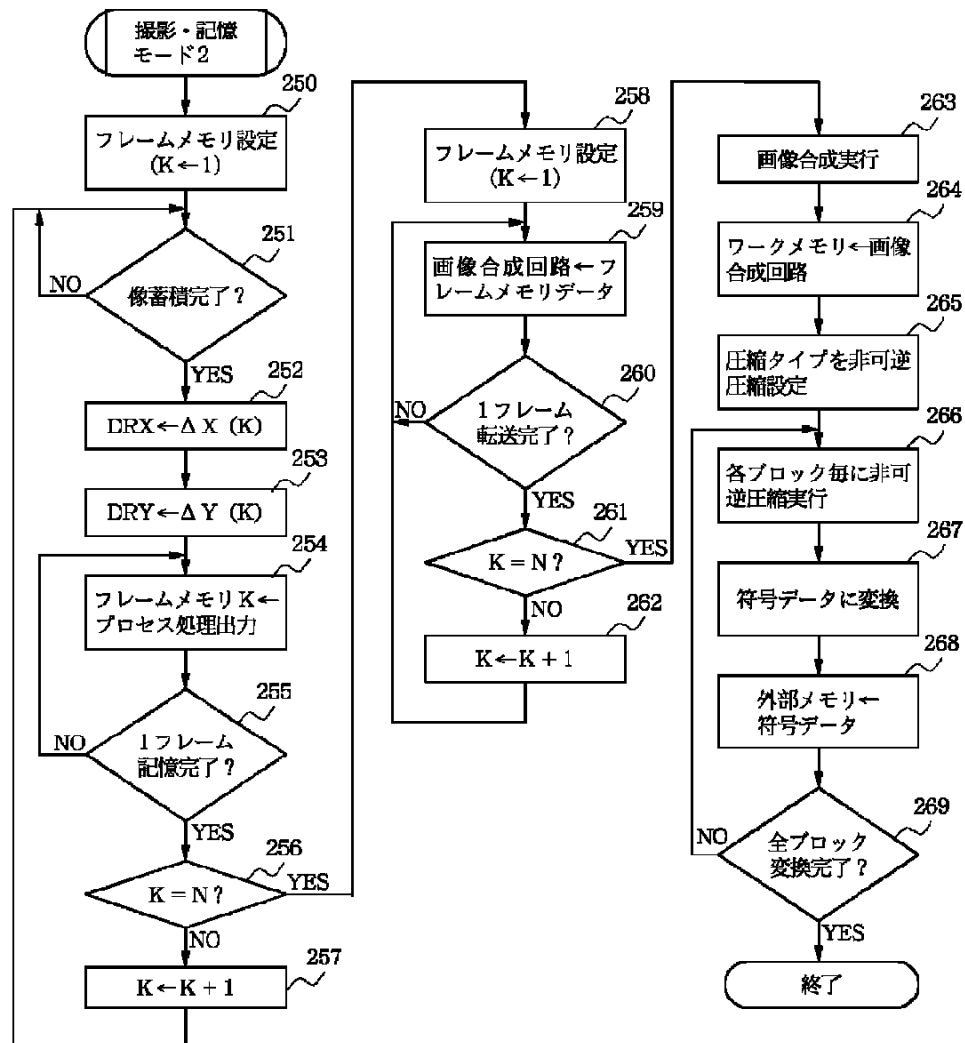 撮影・記憶
モード2
250
フレームメモリ設定
(K←1)
251
像蓄積完了？
NO
YES
252
DRX←ΔX (K)
253
DRY←ΔY (K)
254
フレームメモリK←
プロセス処理出力
255
1フレーム
記憶完了？
NO
YES
256
K＝N？
YES
NO
257
K←K＋1
258
フレームメモリ設定
(K←1)
259
画像合成回路←フ
レームメモリデータ
260
1フレーム
転送完了？
NO
YES
261
K＝N？
YES
NO
262
K←K＋1
263
画像合成実行
264
ワークメモリ←画像
合成回路
265
圧縮タイプを非可逆
圧縮設定
266
各ブロック毎に非可
逆圧縮実行
267
符号データに変換
268
外部メモリ←
符号データ
269
全ブロック
変換完了？
NO
YES
終了